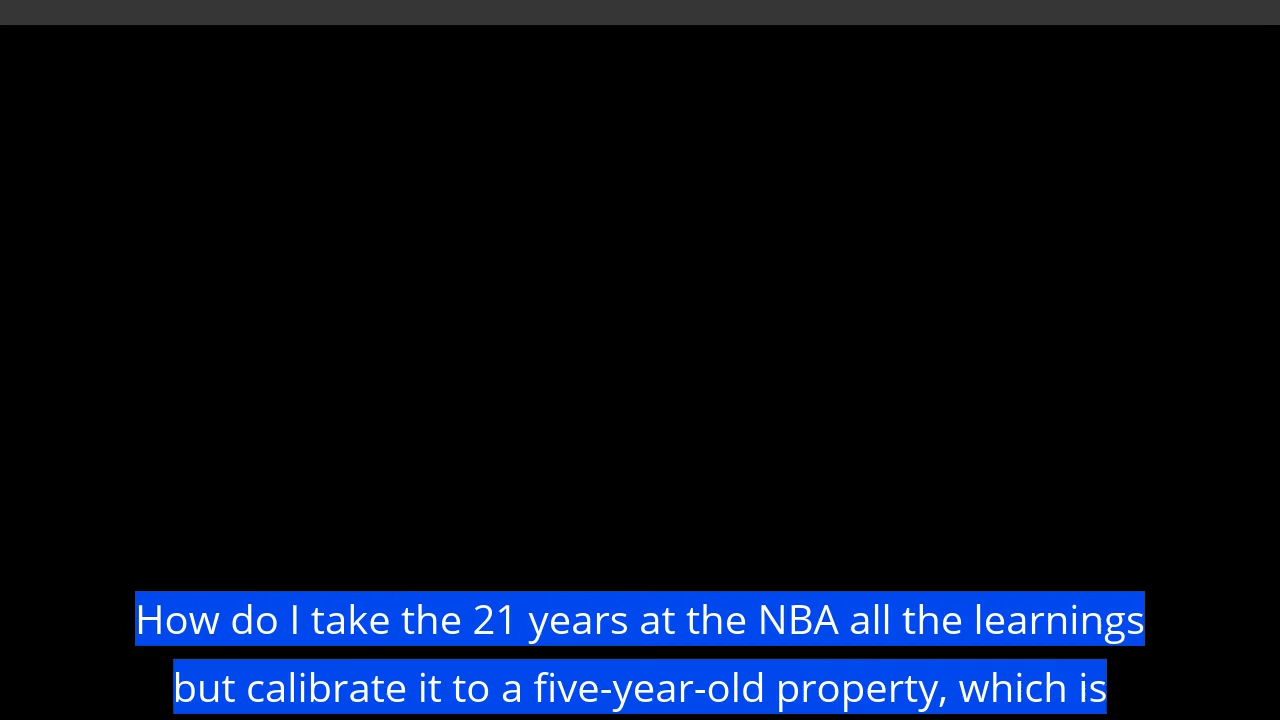 How do I take the 21 years at the NBA all the learnings
but calibrate it to a five-year-old property, which is